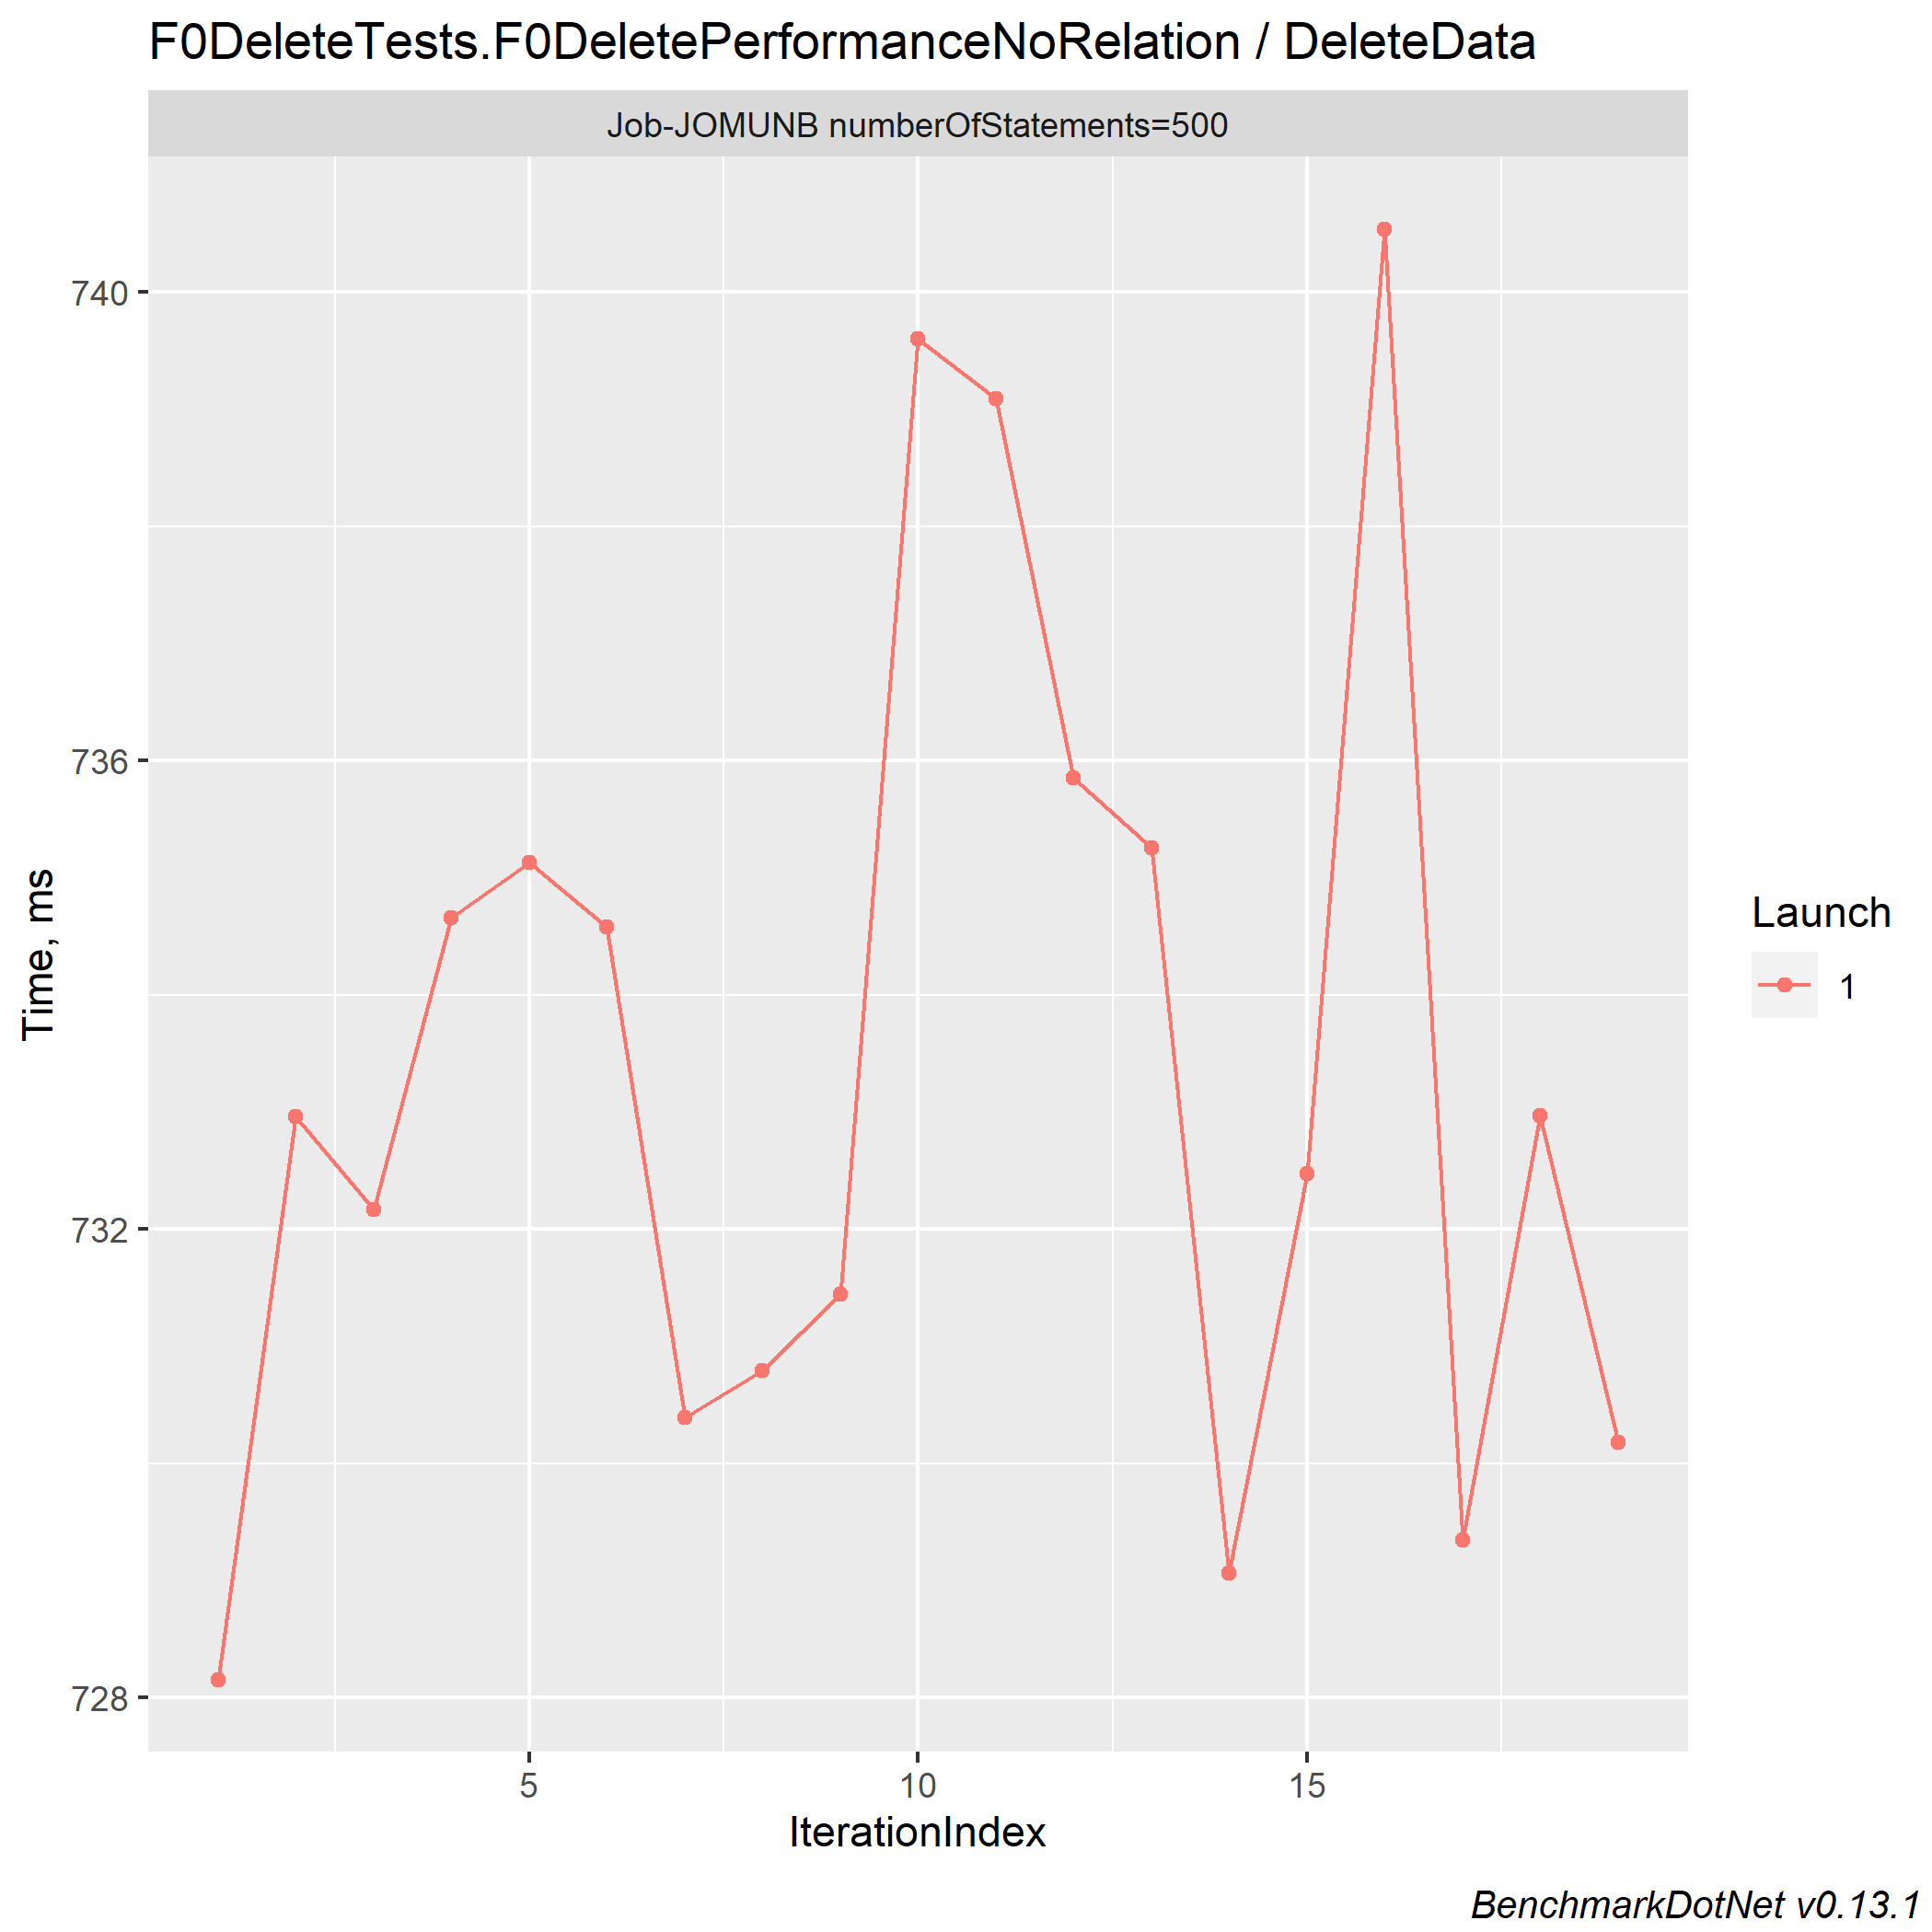 F0DeleteTests.F0DeletePerformanceNoRelation / DeleteData
Job-JOMUNB numberOfStatements=500
740
736
732
728
Time, ms
5 10 15
IterationIndex
Launch
1
BenchmarkDotNet v0.13.1